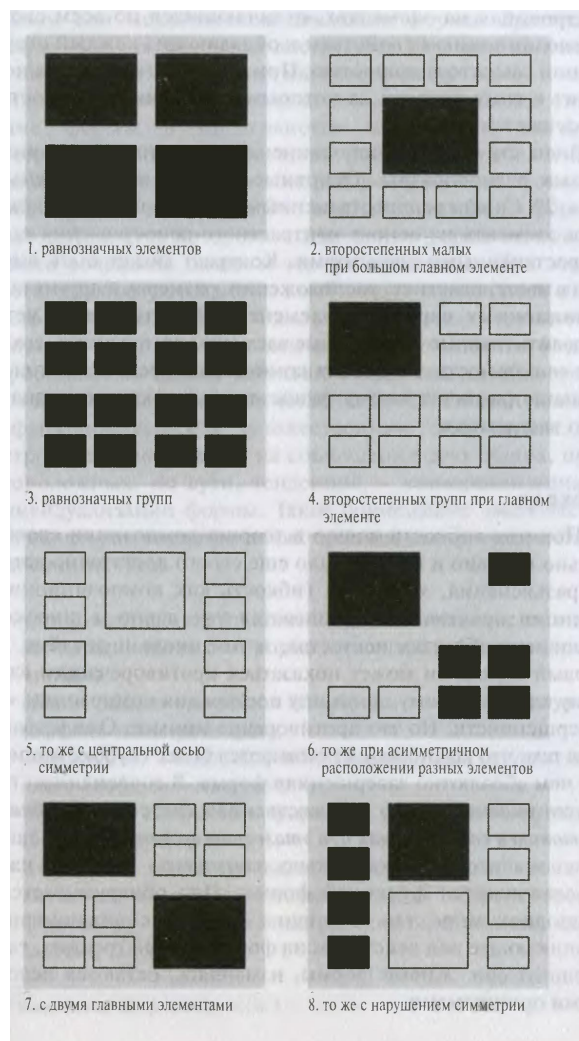 1. равнозначных элементов
2. второстепенных малых
при большом главном элементе
3. равнозначных групп
4. второстепенных групп при главном
элементе
5. то же с центральной осью
симметрии
6. то же при асимметричном
расположении разных элементов
7. с двумя главными элементами
8. то же с нарушением симметрии